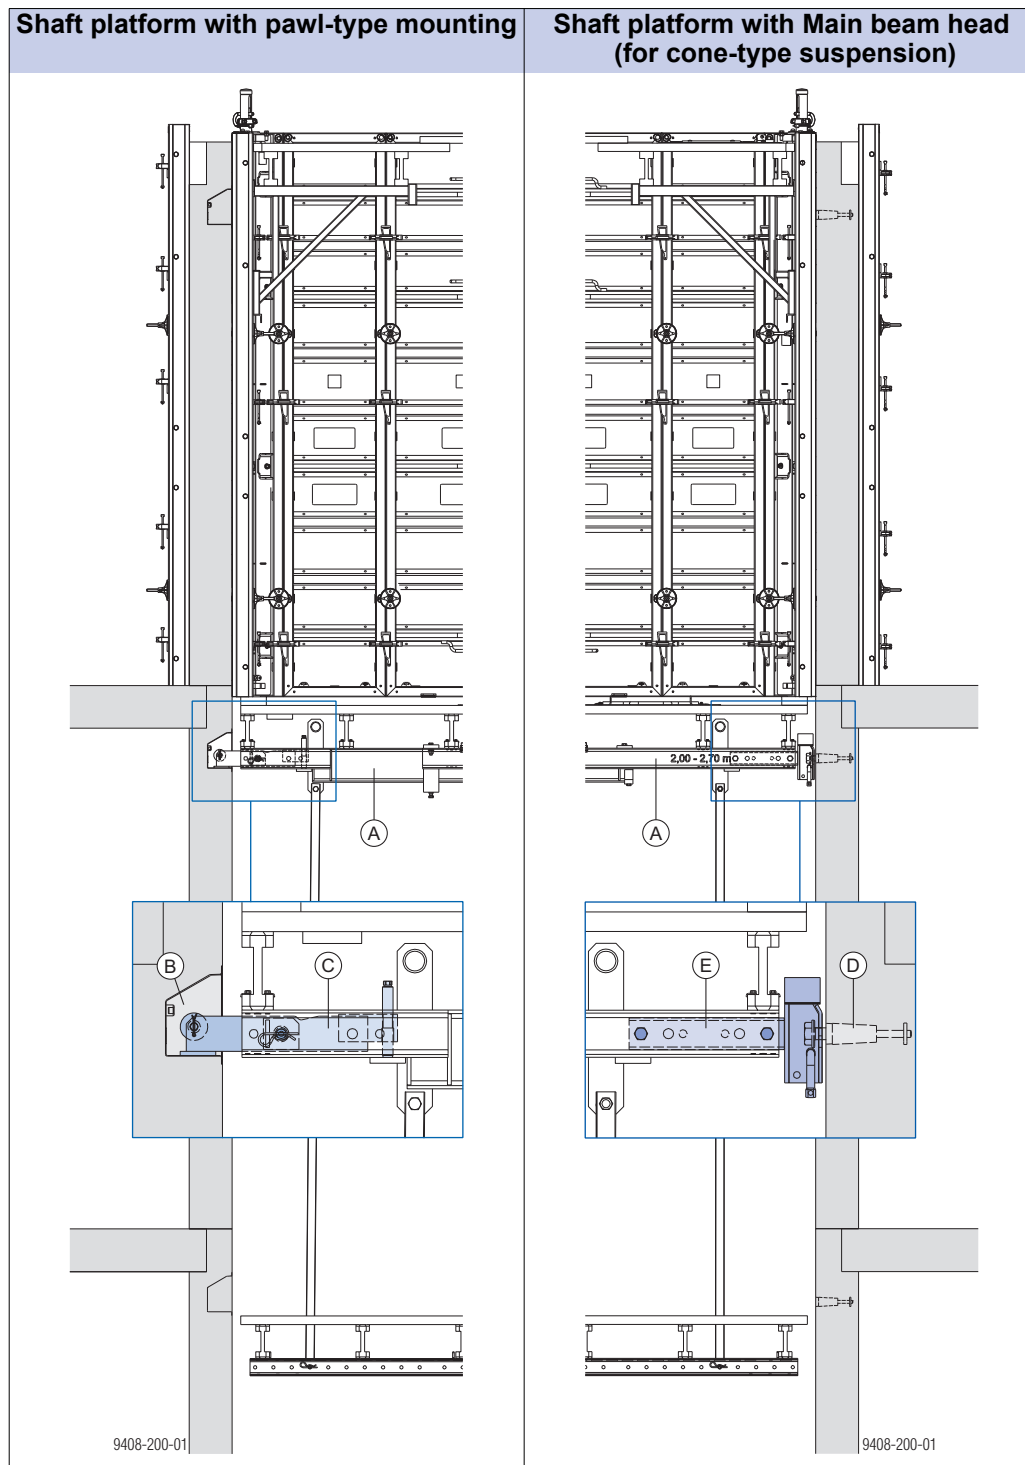 Shaft platform with pawl-type mounting
Shaft platform with Main beam head
(for cone-type suspension)
2,00 - 2,70 m
A
A
B
C
E
D
9408-200-01
9408-200-01